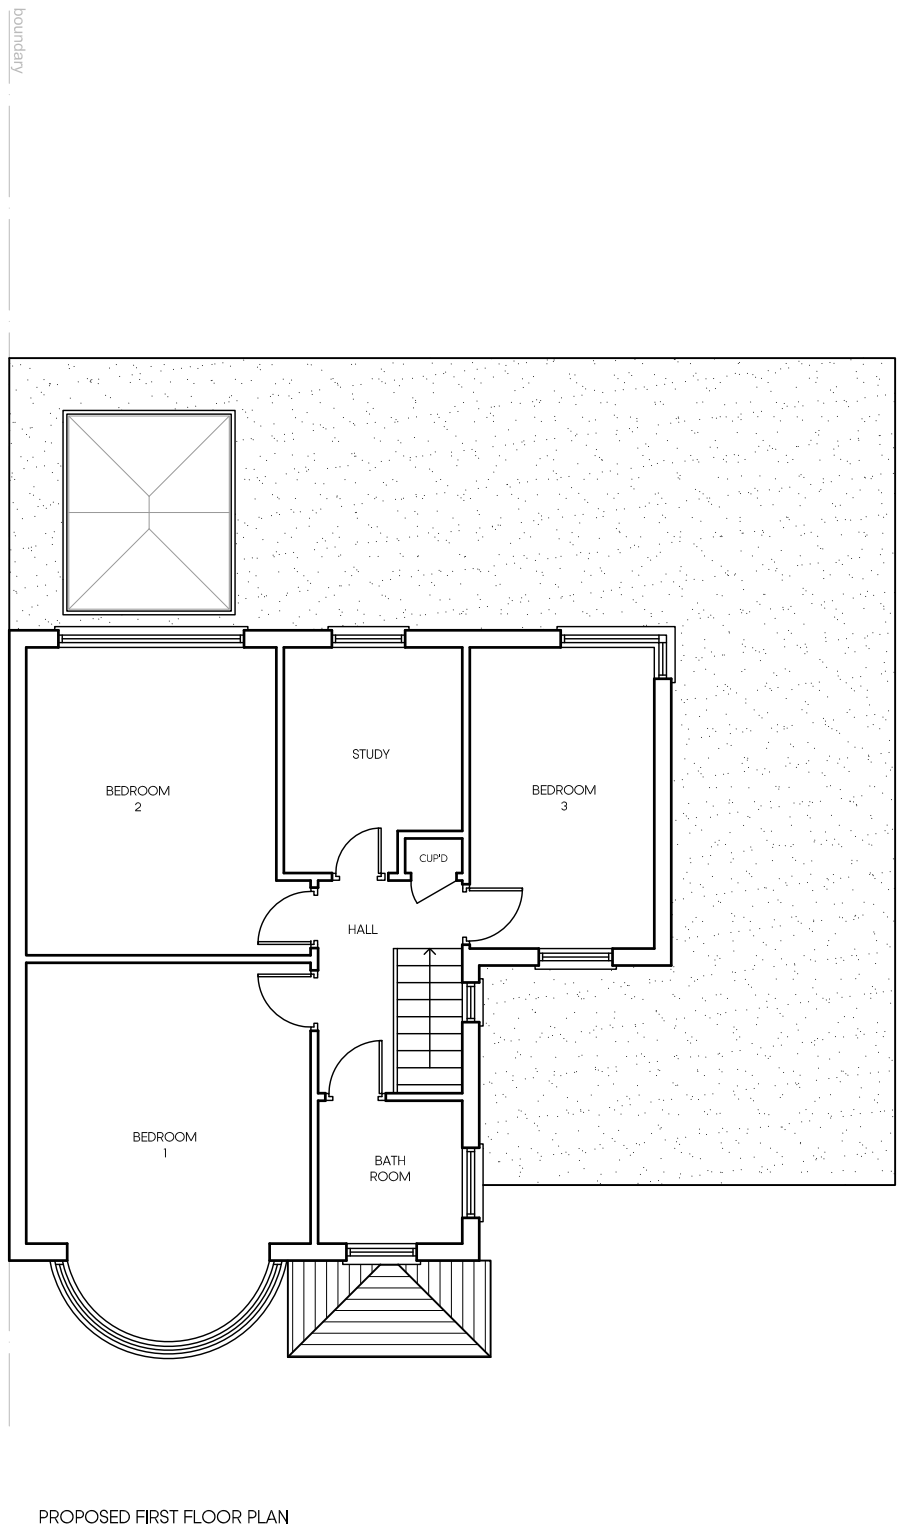 boundary
STUDY
BEDROOM
2
BEDROOM
3
CUP'D
HALL
BEDROOM
1
BATH
ROOM
PROPOSED FIRST FLOOR PLAN